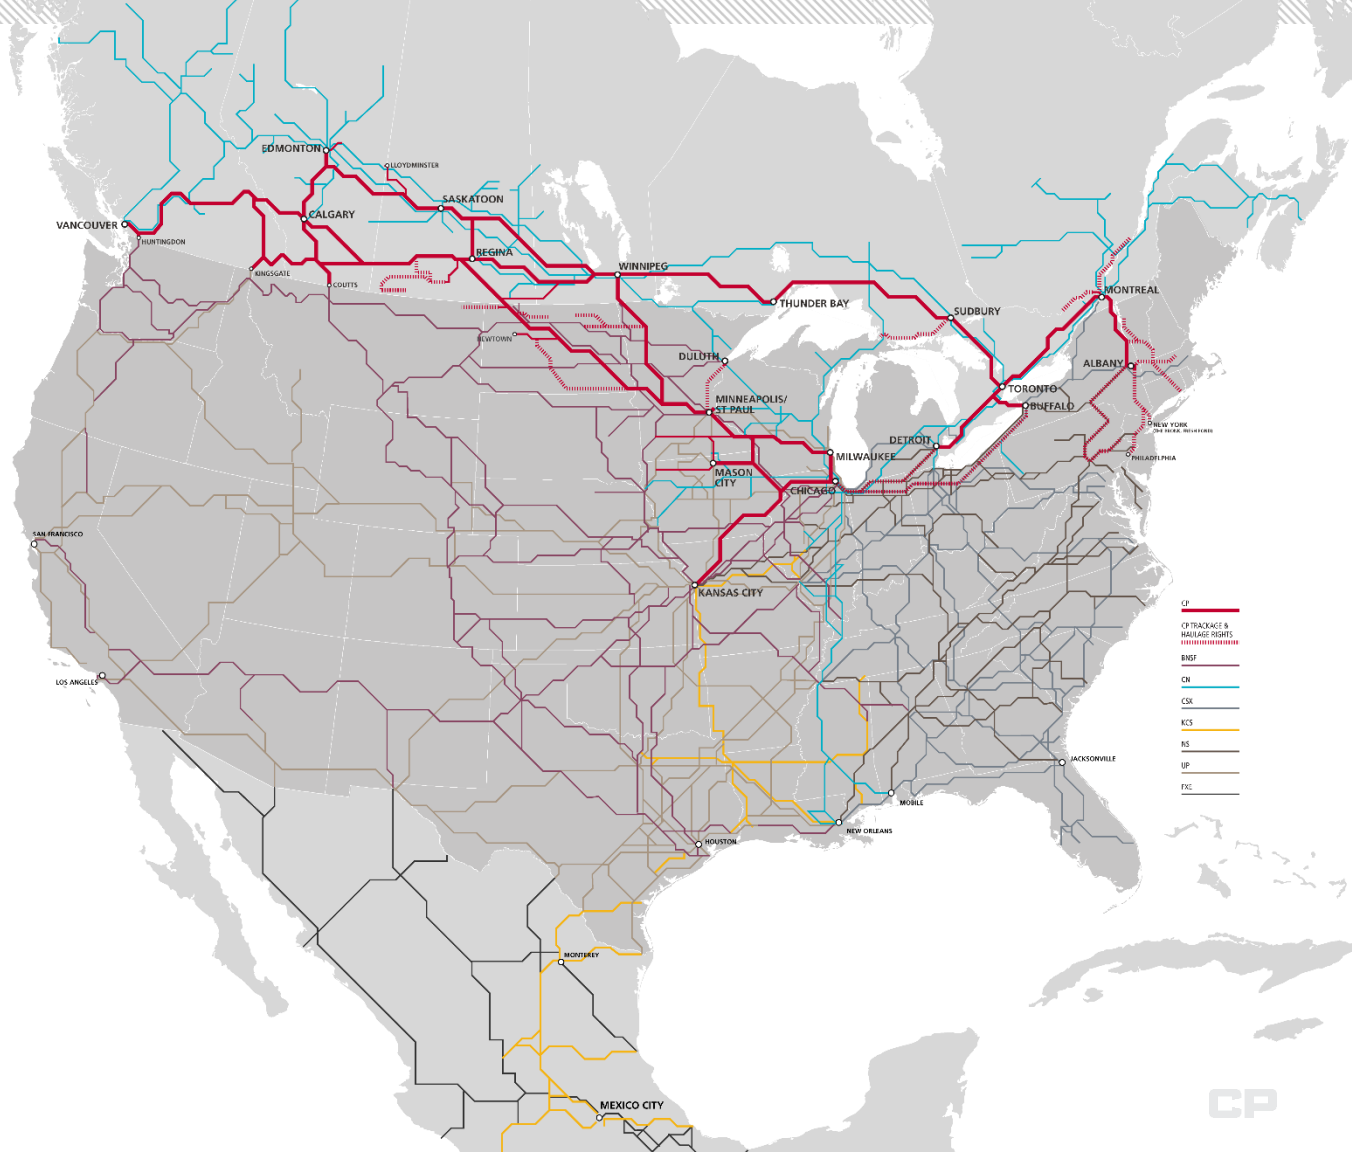 EDMONTON
LLOYDMINSTER
SASKATOON
CALGARY
VANCOUVER
HUNTINGDON
REGINA
KINGSGATE
COUTTS
WINNIPEG
THUNDER BAY
SUDBURY
MONTREAL
NEWTOWN
DULUTH
ALBANY
TORONTO
BUFFALO
MINNEAPOLIS/
ST PAUL
NEW YORK
DETROIT
MILWAUKEE
PHILADELPHIA
MASON
CITY
CHICAGO
SAN FRANCISCO
KANSAS CITY
LOS ANGELES
CP
CP TRACKAGE &
HAULAGE RIGHTS
BNSF
CN
CSX
KCS
NS
UP
FXE
JACKSONVILLE
MOBILE
NEW ORLEANS
HOUSTON
MONTEREY
MEXICO CITY
CP